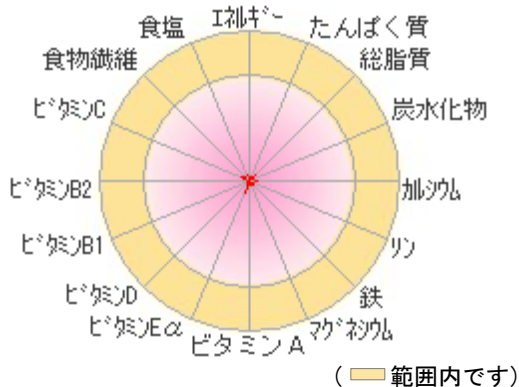 ｴﾈﾙｷﾞｰ
たんぱく質
総脂質
炭水化物
ｶﾙｼｳﾑ
ﾘﾝ
鉄
ﾏｸﾞﾈｼｳﾑ
ビタミンA
ﾋﾞﾀﾐﾝEα
ﾋﾞﾀﾐﾝD
ﾋﾞﾀﾐﾝB1
ﾋﾞﾀﾐﾝB2
ﾋﾞﾀﾐﾝC
食物繊維
食塩
(範囲内です)